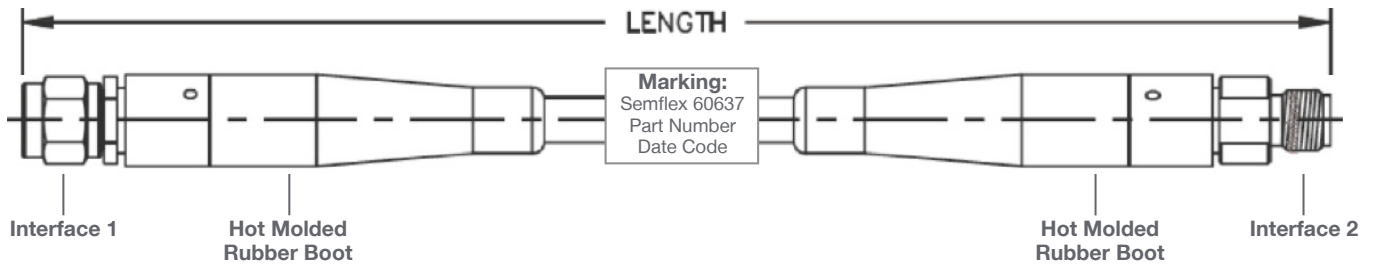 LENGTH
Marking:
Semflex 60637
Part Number
Date Code
Interface 1
Hot Molded
Rubber Boot
Hot Molded
Rubber Boot
Interface 2